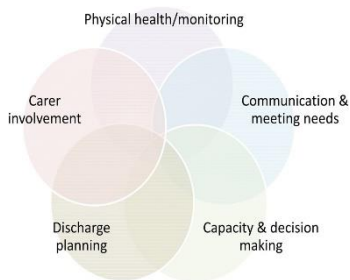 Physical health/monitoring
Carer
involvement
Communication &
meeting needs
Discharge
planning
Capacity & decision
making